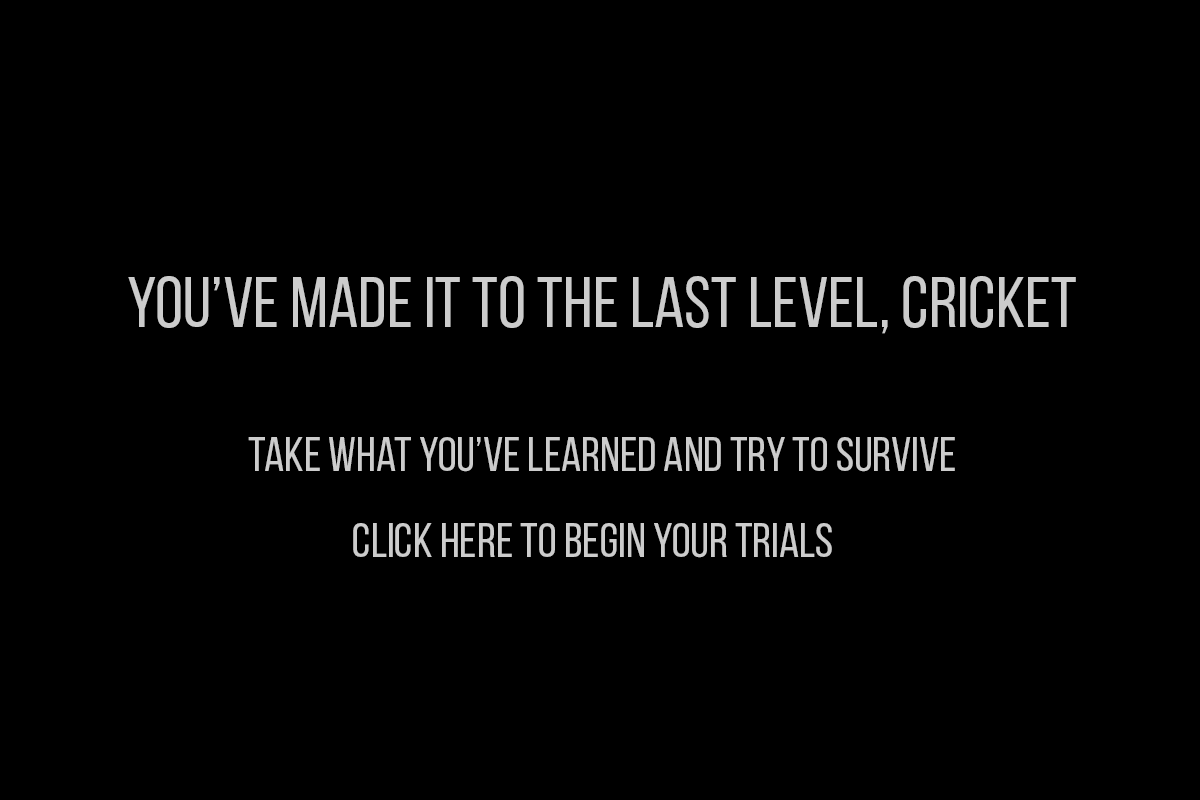 YOU’VE MADE IT TO THE LAST LEVEL, CRICKET
TAKE WHAT YOU’VE LEARNED AND TRY TO SURVIVE
CLICK HERE TO BEGIN YOUR TRIALS